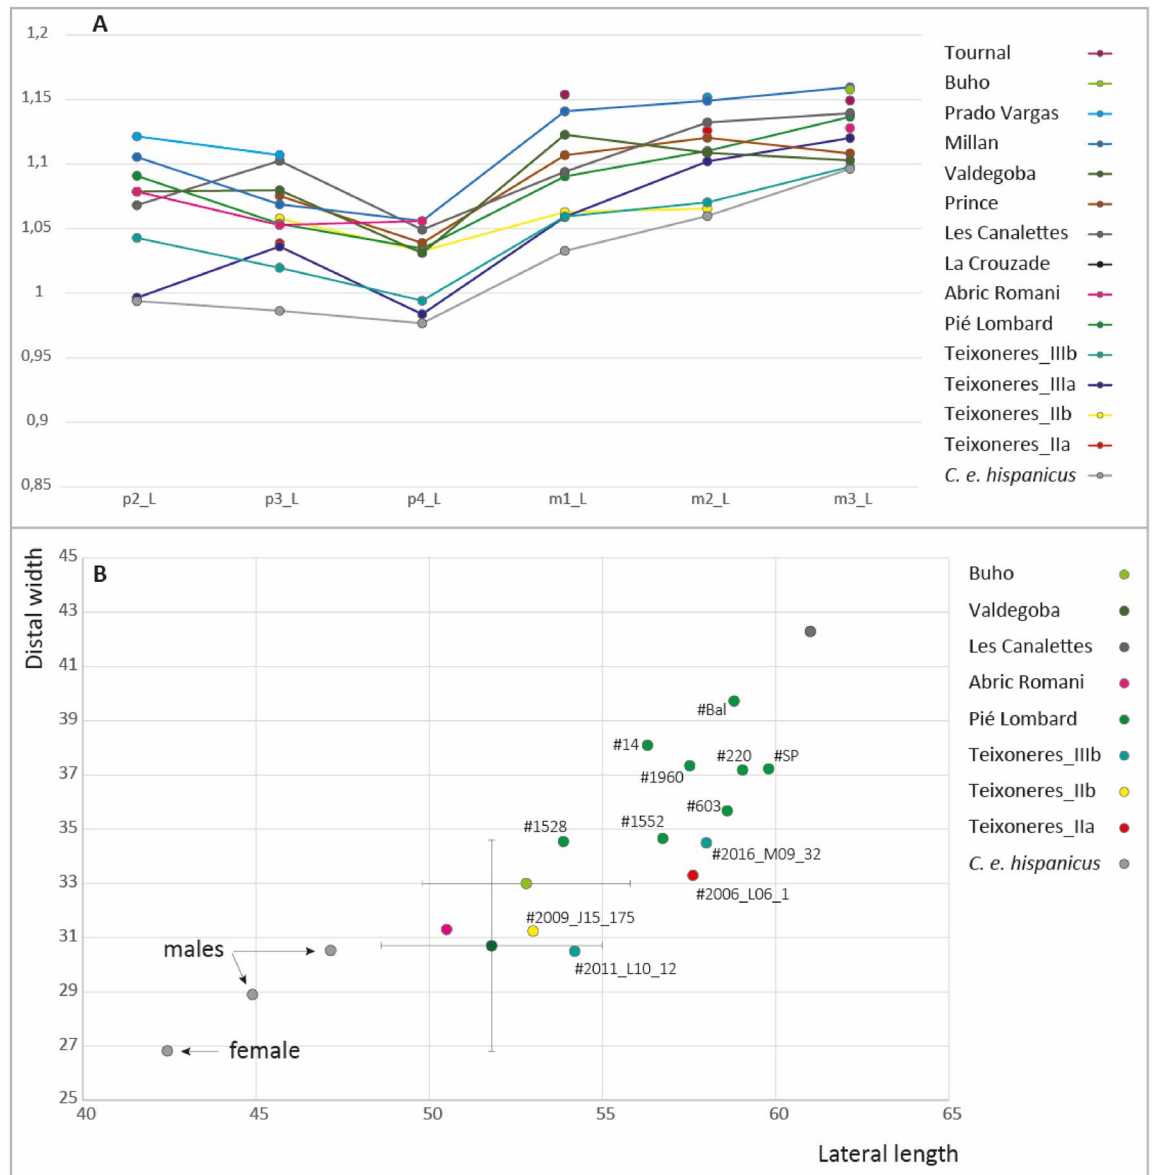 A
1,2
1,15
1,1
1,05
1
0,95
0,9
0,85
p2_L p3_L p4_L m1_L m2_L m3_L
Tournal
Buho
Prado Vargas
Millan
Valdegoba
Prince
Les Canalettes
La Crouzade
Abric Romani
Pié Lombard
Teixoneres_IIIb
Teixoneres_IIIa
Teixoneres_IIb
Teixoneres_IIa
C. e. hispanicus
B
Distal width
45
43
41
39
37
35
33
31
29
27
25
40 45 50 55 60 65
Lateral length
#Bal
#14
#220 #SP
#1960
#603
#1552
#1528
#2016_M09_32
#2006_L06_1
#2009_J15_175
#2011_L10_12
males
female
Buho
Valdegoba
Les Canalettes
Abric Romani
Pié Lombard
Teixoneres_IIIb
Teixoneres_IIb
Teixoneres_IIa
C. e. hispanicus